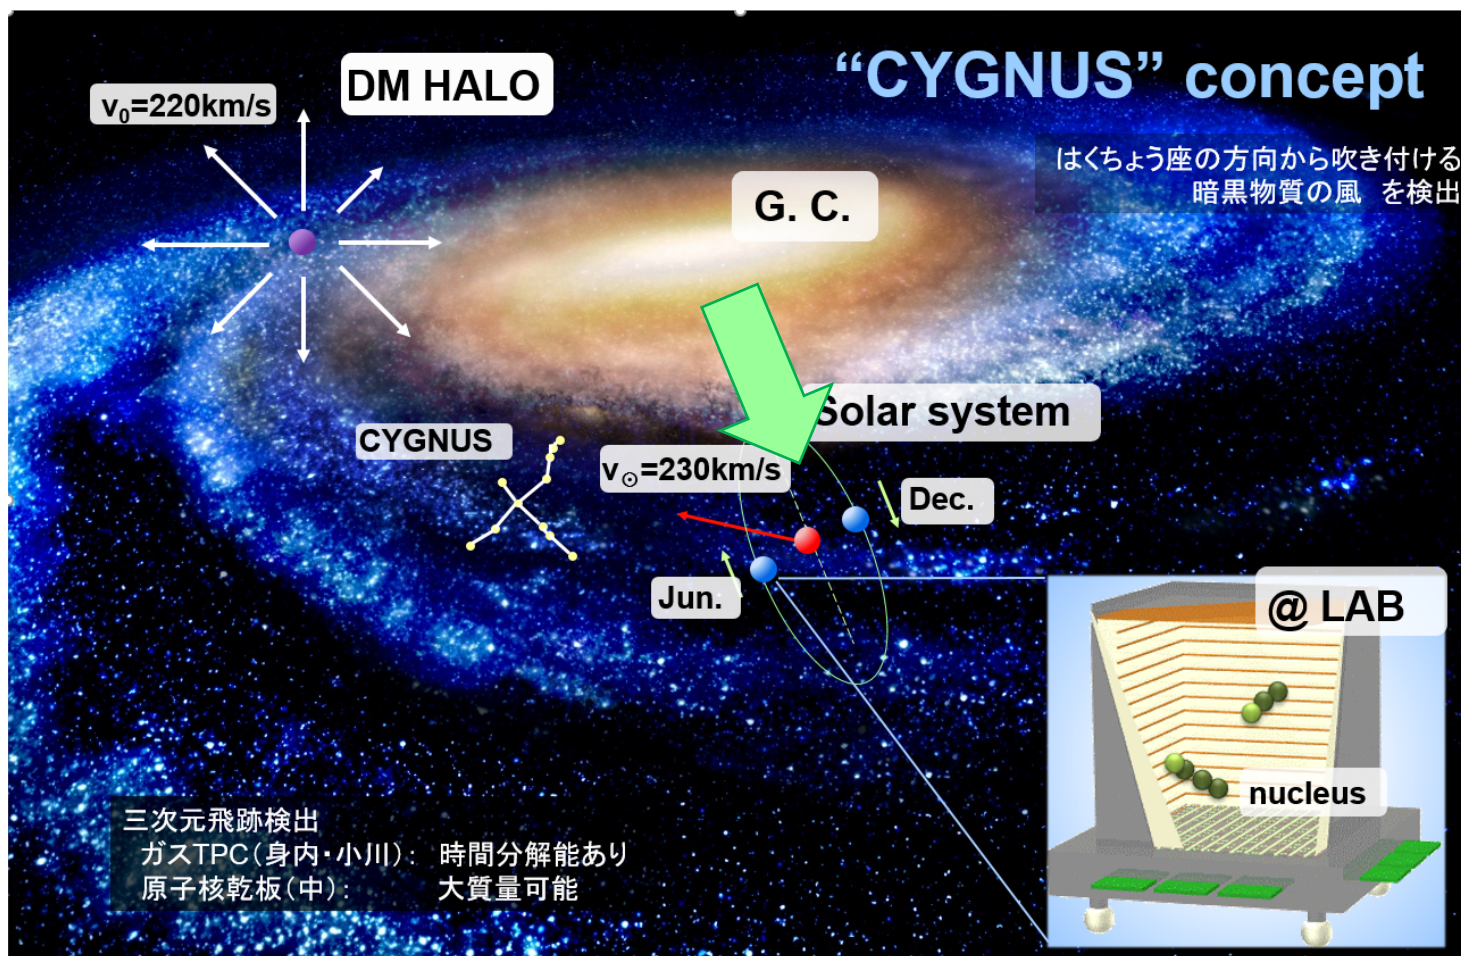 “CYGNUS” concept
DM HALO
v₀=220km/s
はくちょう座の方向から吹き付ける
暗黒物質の風 を検出
G. C.
Solar system
CYGNUS
v☉=230km/s
Dec.
Jun.
@ LAB
nucleus
三次元飛跡検出
ガスTPC(身内・小川): 時間分解能あり
原子核乾板(中): 大質量可能